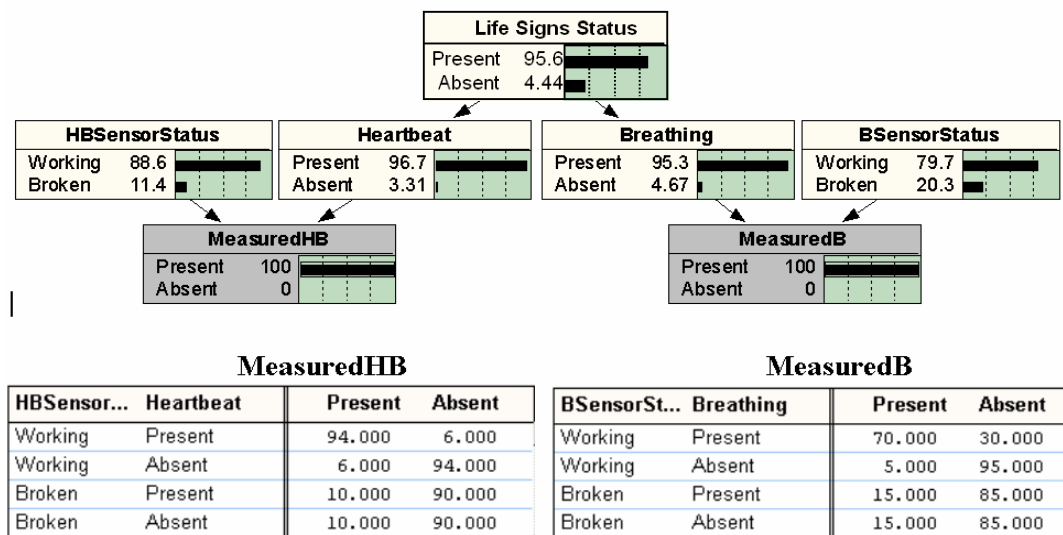 Life Signs Status
Present 95.6
Absent 4.44
HBSensorStatus
Working 88.6
Broken 11.4
Heartbeat
Present 96.7
Absent 3.31
Breathing
Present 95.3
Absent 4.67
BSensorStatus
Working 79.7
Broken 20.3
MeasuredHB
Present 100
Absent 0
MeasuredB
Present 100
Absent 0
MeasuredHB
HBSensor... Heartbeat Present Absent
Working Present 94.000 6.000
Working Absent 6.000 94.000
Broken Present 10.000 90.000
Broken Absent 10.000 90.000
MeasuredB
BSensorSt... Breathing Present Absent
Working Present 70.000 30.000
Working Absent 5.000 95.000
Broken Present 15.000 85.000
Broken Absent 15.000 85.000